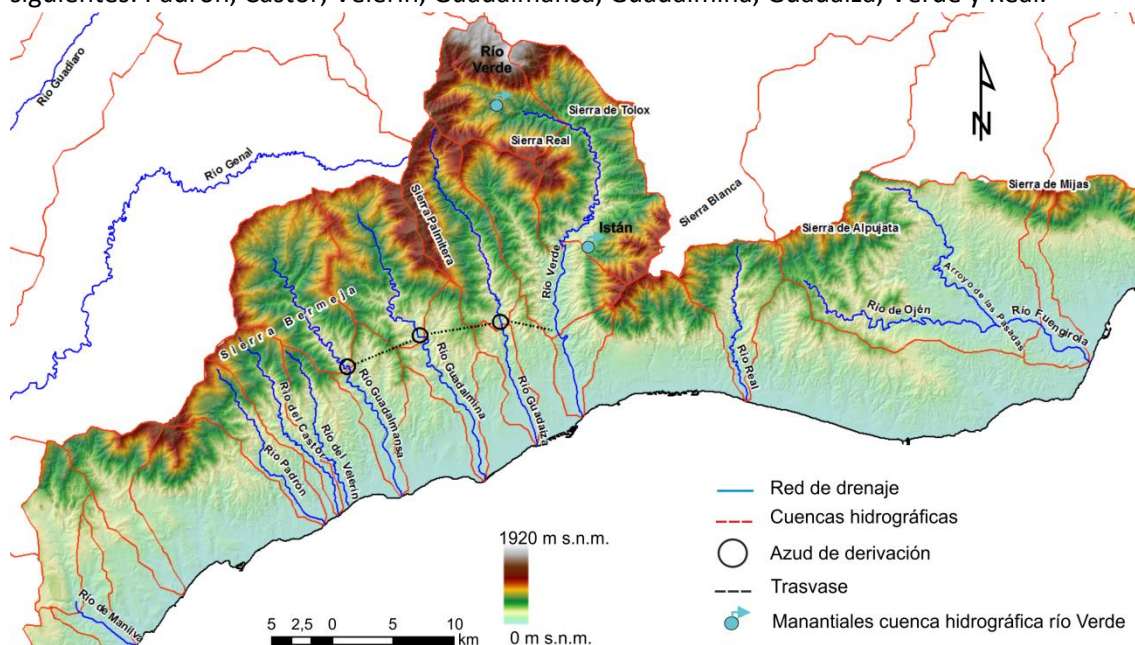 siguientes: Padrón, Castor, Velerín, Guadalmansa, Guadalmina, Guadaiza, Verde y Real.
Río
Verde
Río Guadiaro
Sierra de Tolox
N
Sierra Real
Río Genal
Sierra de Mijas
Sierra Palmitera
Sierra Blanca
Istán
Sierra de Alpujata
Río Verde
Arroyo de las Pasadas
Sierra Bermeja
Río de Ojén
Río Fuengirola
Río Real
Río Guadalmina
Río Guadaiza
Río Guadalmansa
Río del Castor
Río del Velerín
Río Padrón
Red de drenaje
Cuencas hidrográficas
1920 m s.n.m.
Azud de derivación
Trasvase
Río de Manilva
5 2,5 0 5 10
km
0 m s.n.m.
Manantiales cuenca hidrográfica río Verde